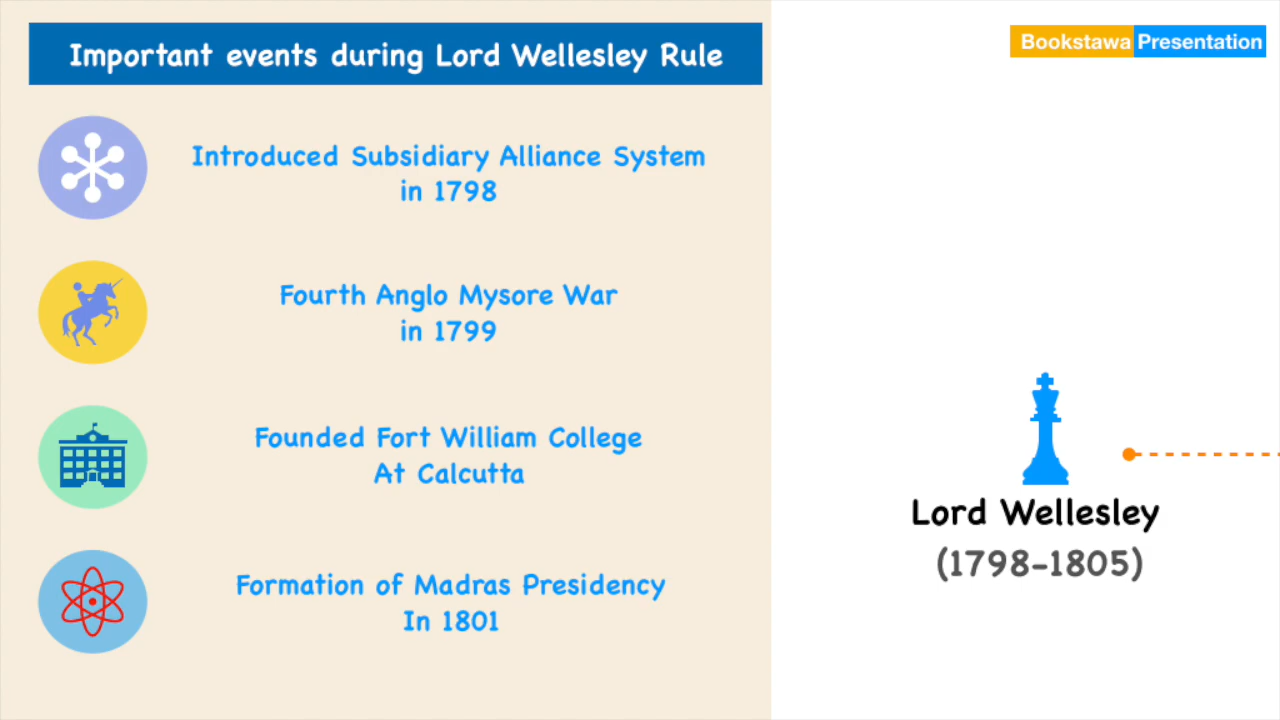 Important events during Lord Wellesley Rule
Bookstawa Presentation
Introduced Subsidiary Alliance System
in 1798
Fourth Anglo Mysore War
in 1799
Founded Fort William College
At Calcutta
Formation of Madras Presidency
In 1801
Lord Wellesley
(1798-1805)